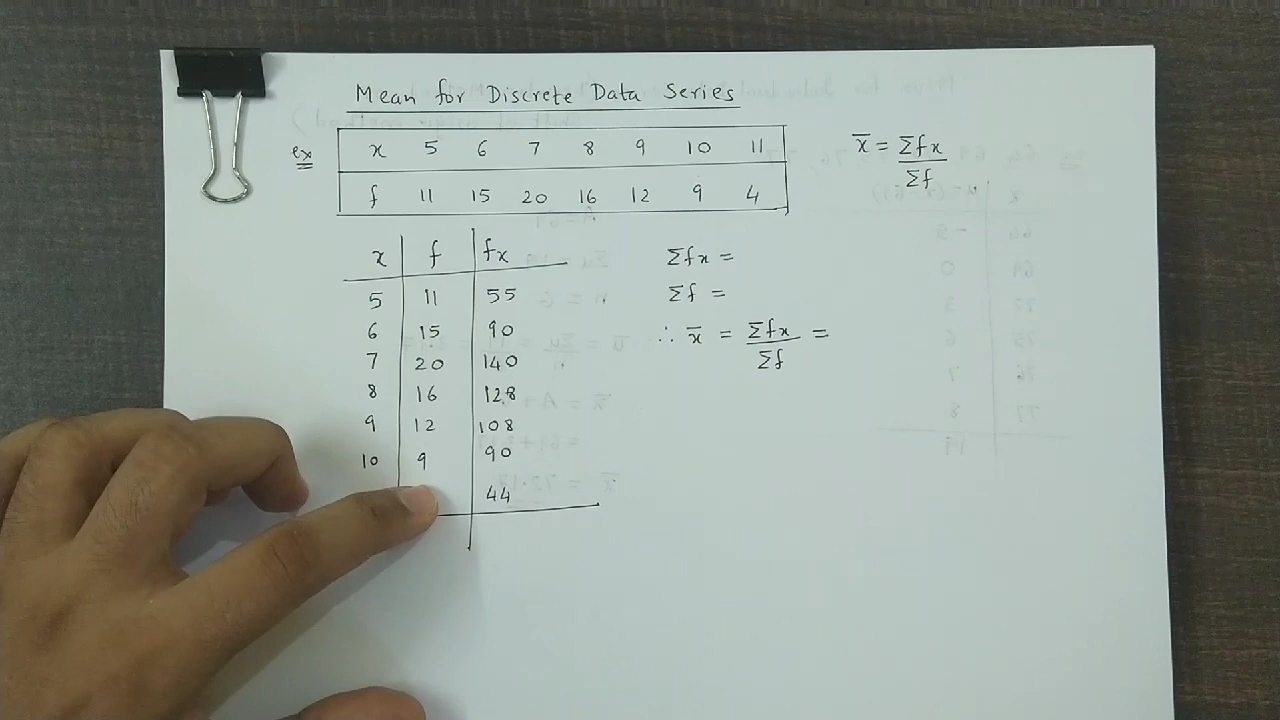 Mean for Discrete Data Series
ex x 5 6 7 8 9 10 11 x̄ = Σfx / Σf
f 11 15 20 16 12 9 4
x f fx Σfx =
5 11 55 Σf =
6 15 90 ∴ x̄ = Σfx / Σf =
7 20 140
8 16 128
9 12 108
10 9 90
44